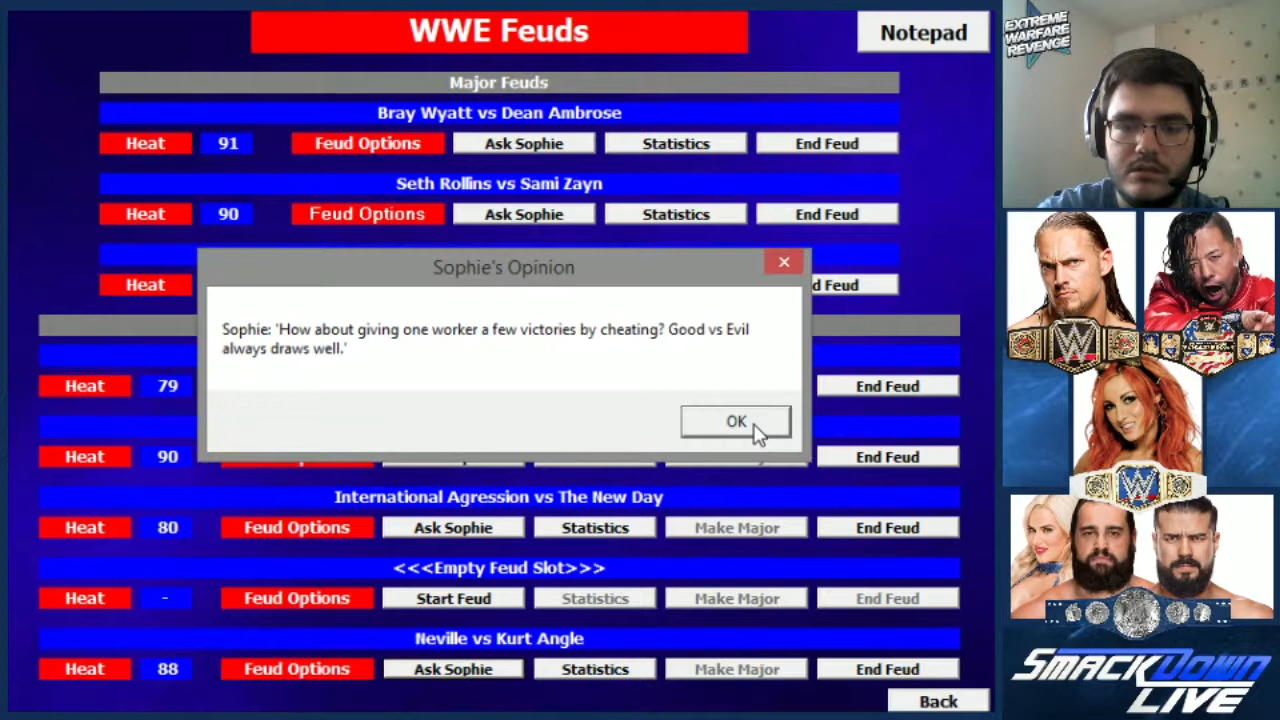 WWE Feuds
Notepad
EXTREME
WARFARE
REVENGE
Major Feuds
Bray Wyatt vs Dean Ambrose
Heat 91 Feud Options Ask Sophie Statistics End Feud
Seth Rollins vs Sami Zayn
Heat 90 Feud Options Ask Sophie Statistics End Feud
Heat d Feud
Sophie's Opinion
Sophie: 'How about giving one worker a few victories by cheating? Good vs Evil
always draws well.'
OK
Heat 79 End Feud
Heat 90 End Feud
International Agression vs The New Day
Heat 80 Feud Options Ask Sophie Statistics Make Major End Feud
<<<Empty Feud Slot>>>
Heat - Feud Options Start Feud Statistics Make Major End Feud
Neville vs Kurt Angle
Heat 88 Feud Options Ask Sophie Statistics Make Major End Feud
Back
SMACKDOWN
LIVE